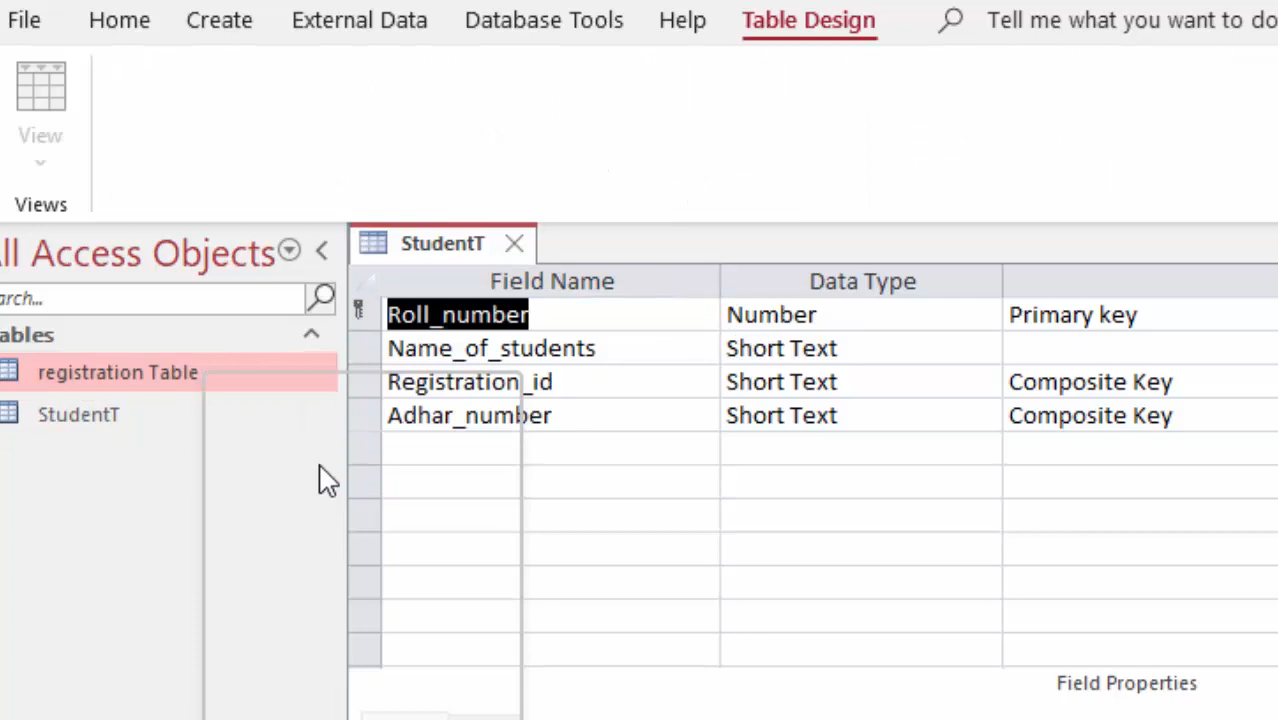 File Home Create External Data Database Tools Help Table Design Tell me what you want to do
View
Views
ll Access Objects
arch...
ables
registration Table
StudentT
StudentT
Field Name Data Type
Roll_number Number Primary key
Name_of_students Short Text
Registration_id Short Text Composite Key
Adhar_number Short Text Composite Key
Field Properties